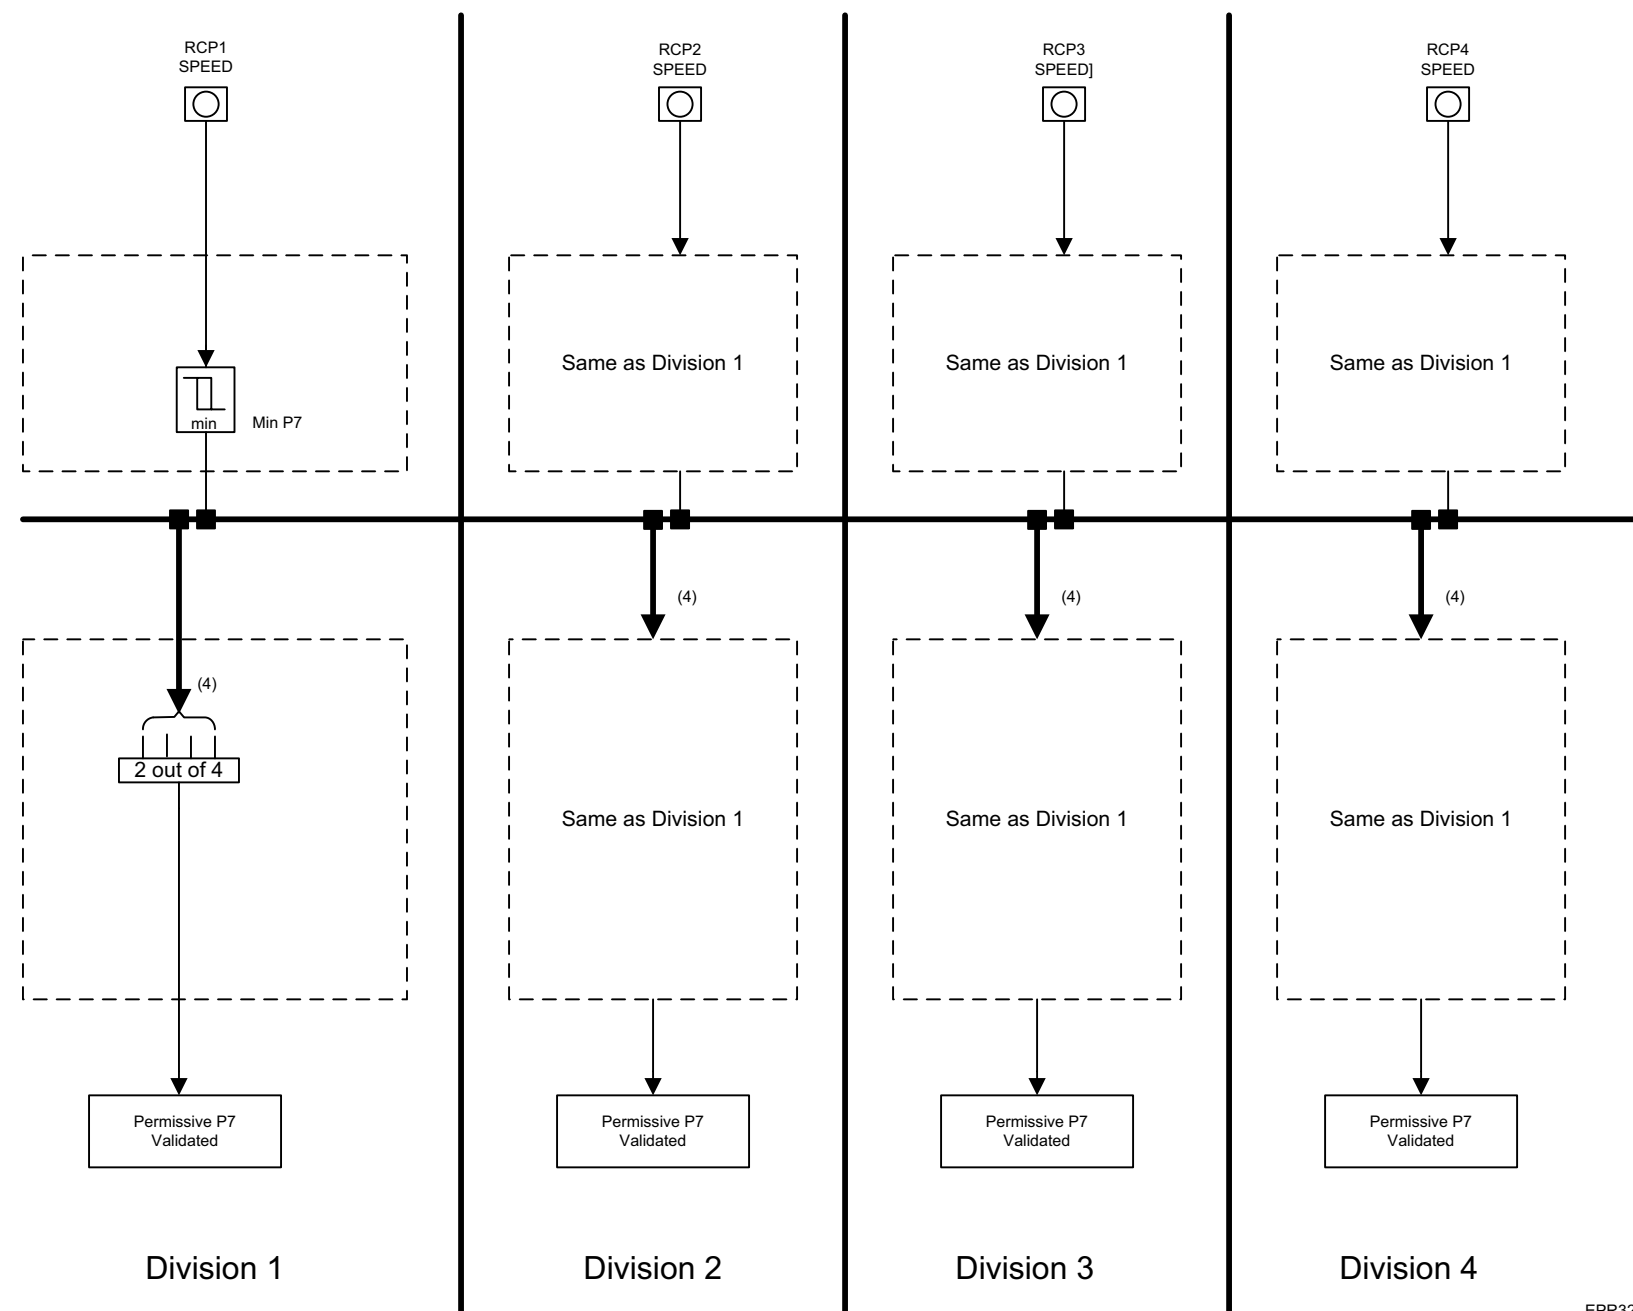 RCP1
SPEED
RCP2
SPEED
RCP3
SPEED]
RCP4
SPEED
min
Min P7
Same as Division 1
Same as Division 1
Same as Division 1
(4)
(4)
(4)
(4)
2 out of 4
Same as Division 1
Same as Division 1
Same as Division 1
Permissive P7
Validated
Permissive P7
Validated
Permissive P7
Validated
Permissive P7
Validated
Division 1
Division 2
Division 3
Division 4